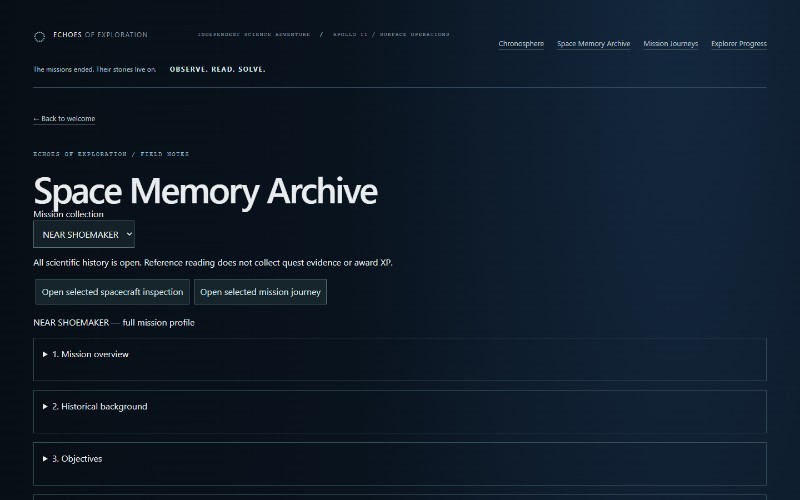 ECHOES OF EXPLORATION
INDEPENDENT SCIENCE ADVENTURE / APOLLO 11 / SURFACE OPERATIONS
Chronosphere Space Memory Archive Mission Journeys Explorer Progress
The missions ended. Their stories live on. OBSERVE. READ. SOLVE.
← Back to welcome
ECHOES OF EXPLORATION / FIELD NOTES
Space Memory Archive
Mission collection
NEAR SHOEMAKER
All scientific history is open. Reference reading does not collect quest evidence or award XP.
Open selected spacecraft inspection Open selected mission journey
NEAR SHOEMAKER — full mission profile
▶ 1. Mission overview
▶ 2. Historical background
▶ 3. Objectives